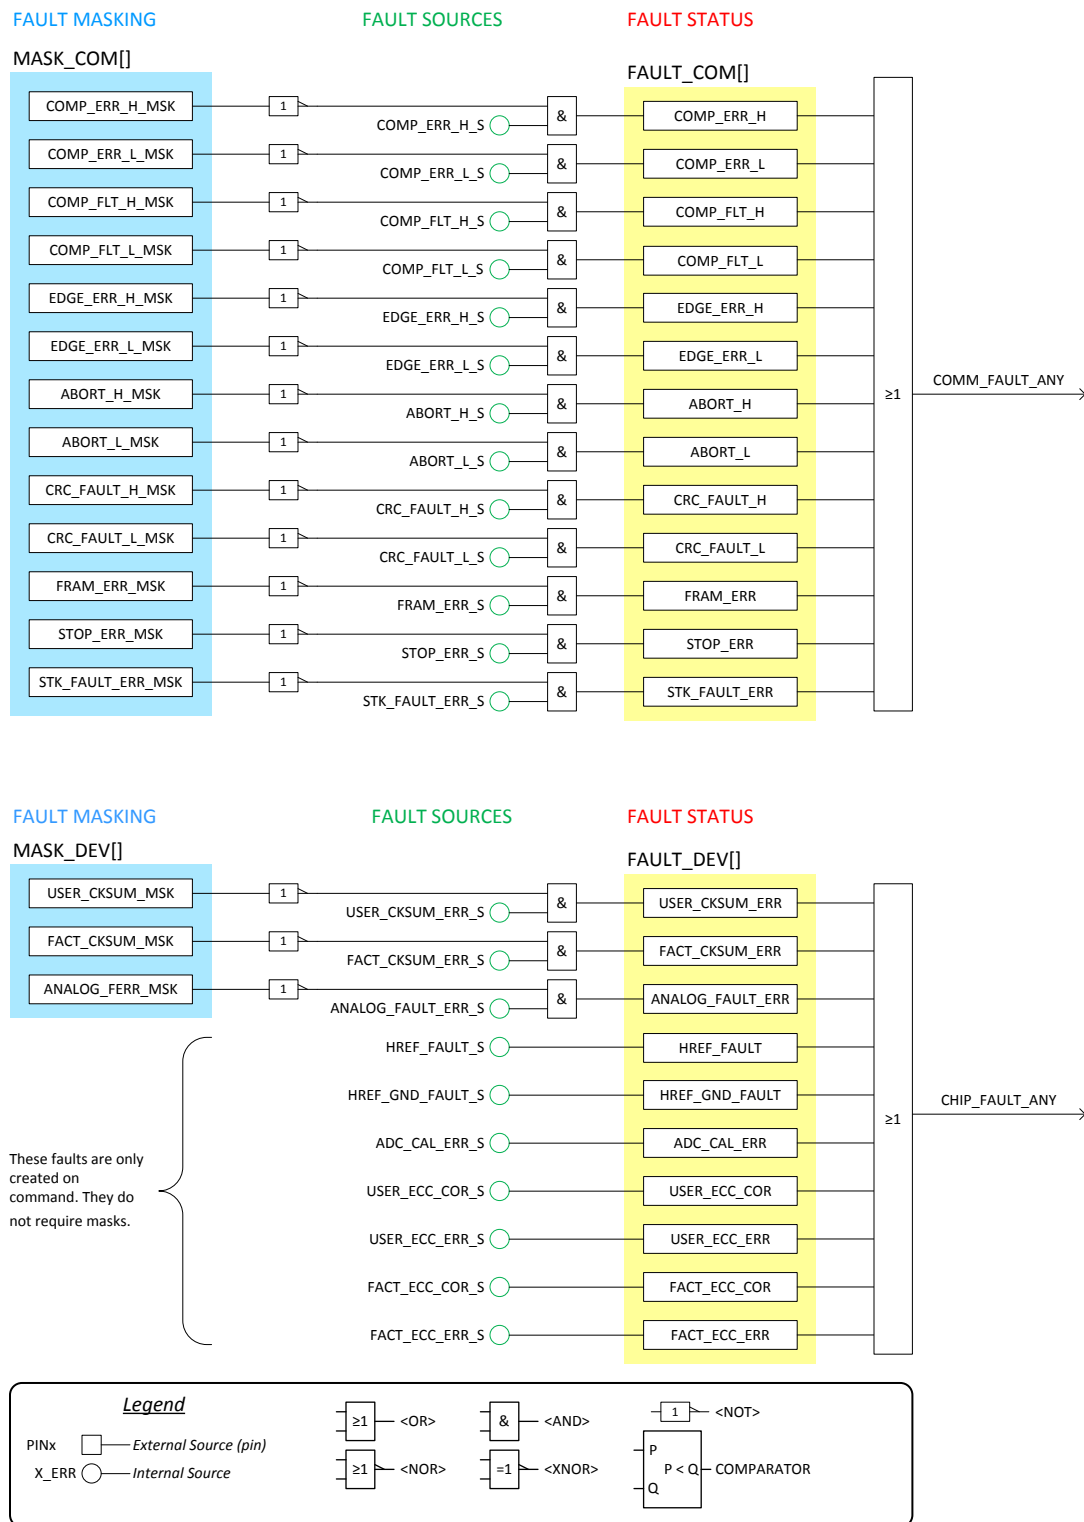 FAULT MASKING FAULT SOURCES FAULT STATUS
MASK_COM[] FAULT_COM[]
COMP_ERR_H_MSK 1 COMP_ERR_H_S & COMP_ERR_H
COMP_ERR_L_MSK 1 COMP_ERR_L_S & COMP_ERR_L
COMP_FLT_H_MSK 1 COMP_FLT_H_S & COMP_FLT_H
COMP_FLT_L_MSK 1 COMP_FLT_L_S & COMP_FLT_L
EDGE_ERR_H_MSK 1 EDGE_ERR_H_S & EDGE_ERR_H
EDGE_ERR_L_MSK 1 EDGE_ERR_L_S & EDGE_ERR_L
ABORT_H_MSK 1 ABORT_H_S & ABORT_H ≥1 COMM_FAULT_ANY
ABORT_L_MSK 1 ABORT_L_S & ABORT_L
CRC_FAULT_H_MSK 1 CRC_FAULT_H_S & CRC_FAULT_H
CRC_FAULT_L_MSK 1 CRC_FAULT_L_S & CRC_FAULT_L
FRAM_ERR_MSK 1 FRAM_ERR_S & FRAM_ERR
STOP_ERR_MSK 1 STOP_ERR_S & STOP_ERR
STK_FAULT_ERR_MSK 1 STK_FAULT_ERR_S & STK_FAULT_ERR
FAULT MASKING FAULT SOURCES FAULT STATUS
MASK_DEV[] FAULT_DEV[]
USER_CKSUM_MSK 1 USER_CKSUM_ERR_S & USER_CKSUM_ERR
FACT_CKSUM_MSK 1 FACT_CKSUM_ERR_S & FACT_CKSUM_ERR
ANALOG_FERR_MSK 1 ANALOG_FAULT_ERR_S & ANALOG_FAULT_ERR
HREF_FAULT_S HREF_FAULT
HREF_GND_FAULT_S HREF_GND_FAULT ≥1 CHIP_FAULT_ANY
ADC_CAL_ERR_S ADC_CAL_ERR
These faults are only
created on
command. They do
not require masks.
USER_ECC_COR_S USER_ECC_COR
USER_ECC_ERR_S USER_ECC_ERR
FACT_ECC_COR_S FACT_ECC_COR
FACT_ECC_ERR_S FACT_ECC_ERR
Legend
PINx External Source (pin)
X_ERR Internal Source
≥1 <OR> & <AND> 1 <NOT>
≥1 <NOR> =1 <XNOR>
P
P < Q COMPARATOR
Q